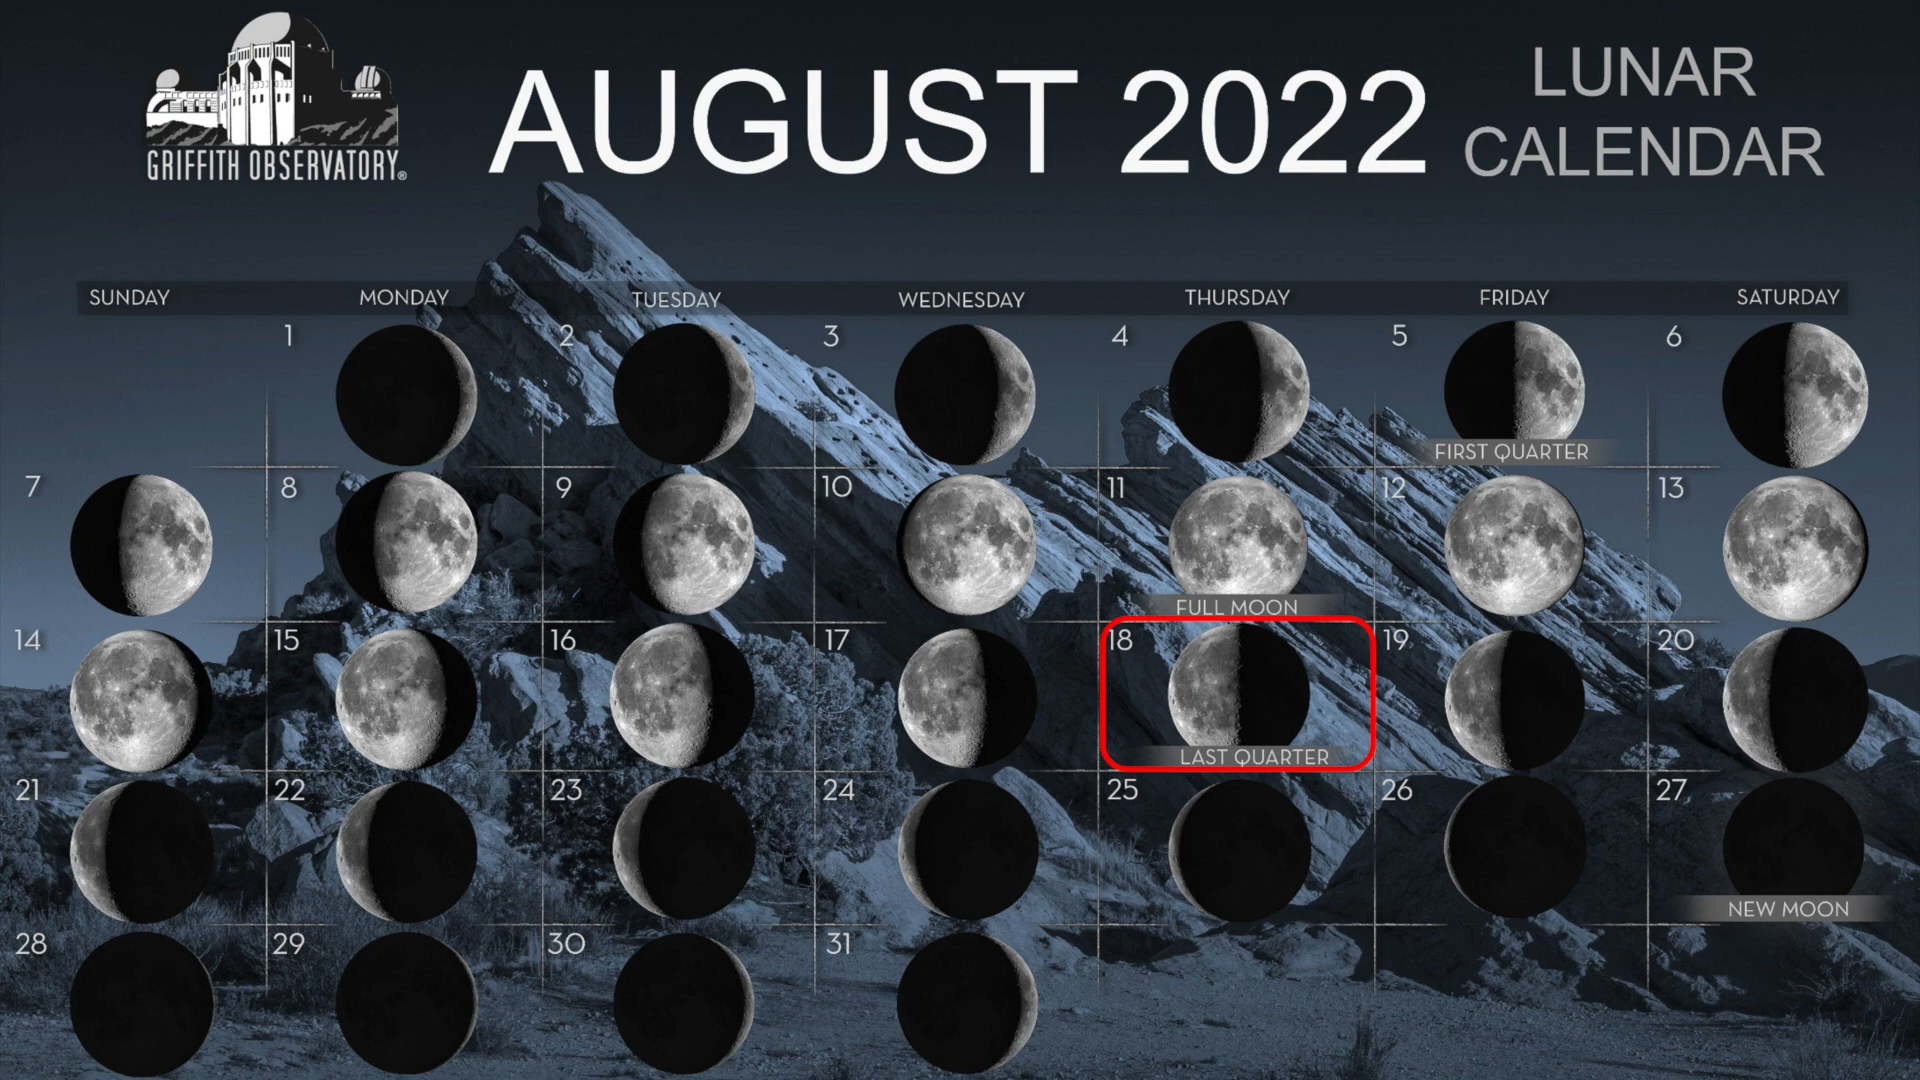 GRIFFITH OBSERVATORY®
AUGUST 2022
LUNAR
CALENDAR
SUNDAY MONDAY TUESDAY WEDNESDAY THURSDAY FRIDAY SATURDAY
1 2 3 4 5 6
FIRST QUARTER
7 8 9 10 11 12 13
FULL MOON
14 15 16 17 18 19 20
LAST QUARTER
21 22 23 24 25 26 27
NEW MOON
28 29 30 31